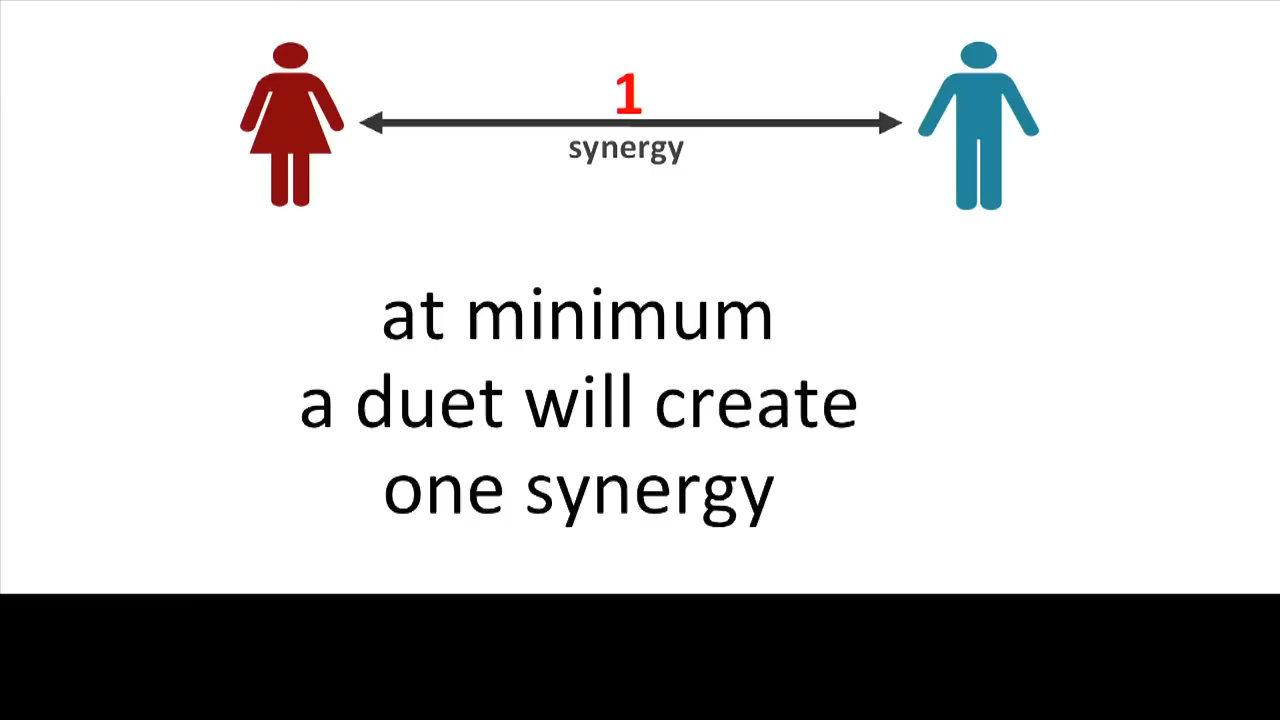 1
synergy
at minimum
a duet will create
one synergy